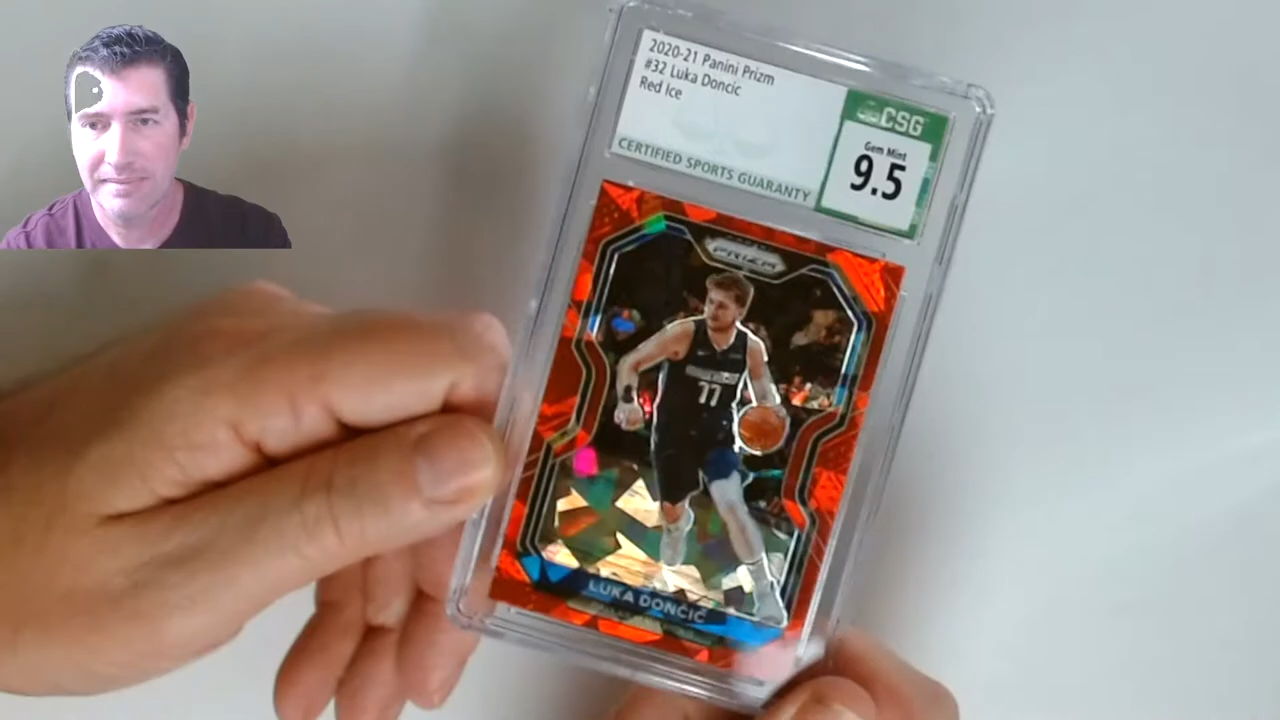 2020-21 Panini Prizm
#32 Luka Doncic
Red Ice
CSG
CERTIFIED SPORTS GUARANTY
Gem Mint
9.5
PRIZM
77
LUKA DONČIĆ